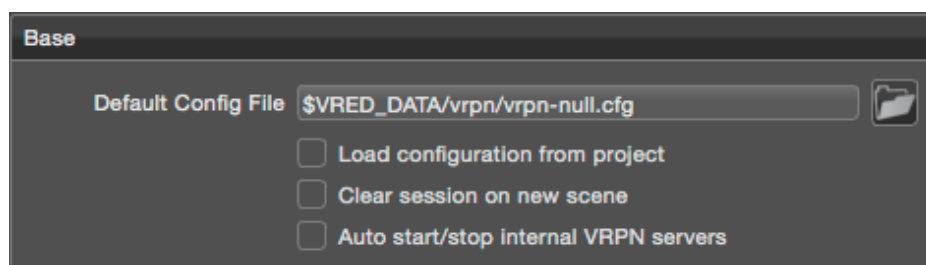 Base
Default Config File $VRED_DATA/vrpn/vrpn-null.cfg
Load configuration from project
Clear session on new scene
Auto start/stop internal VRPN servers